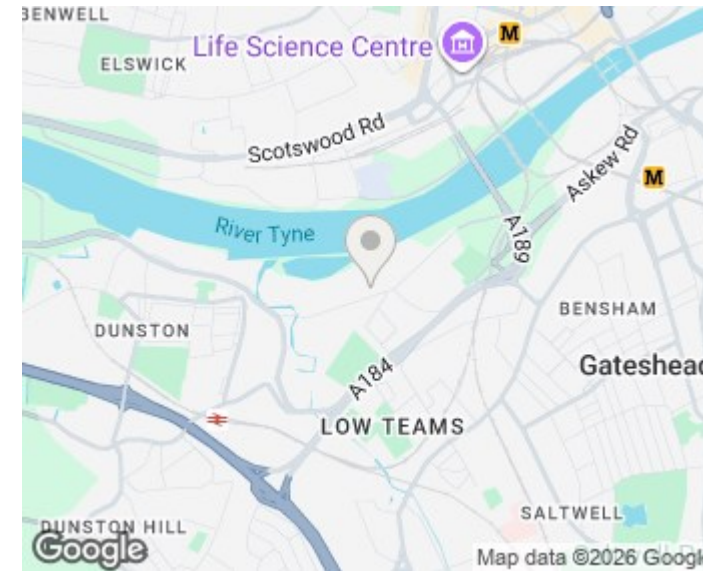 BENWELL
Life Science Centre
M
ELSWICK
Scotswood Rd
Askew Rd
M
River Tyne
A189
BENSHAM
DUNSTON
Gateshead
A184
LOW TEAMS
SALTWELL
DUNSTON HILL
Google
Map data ©2026 Google